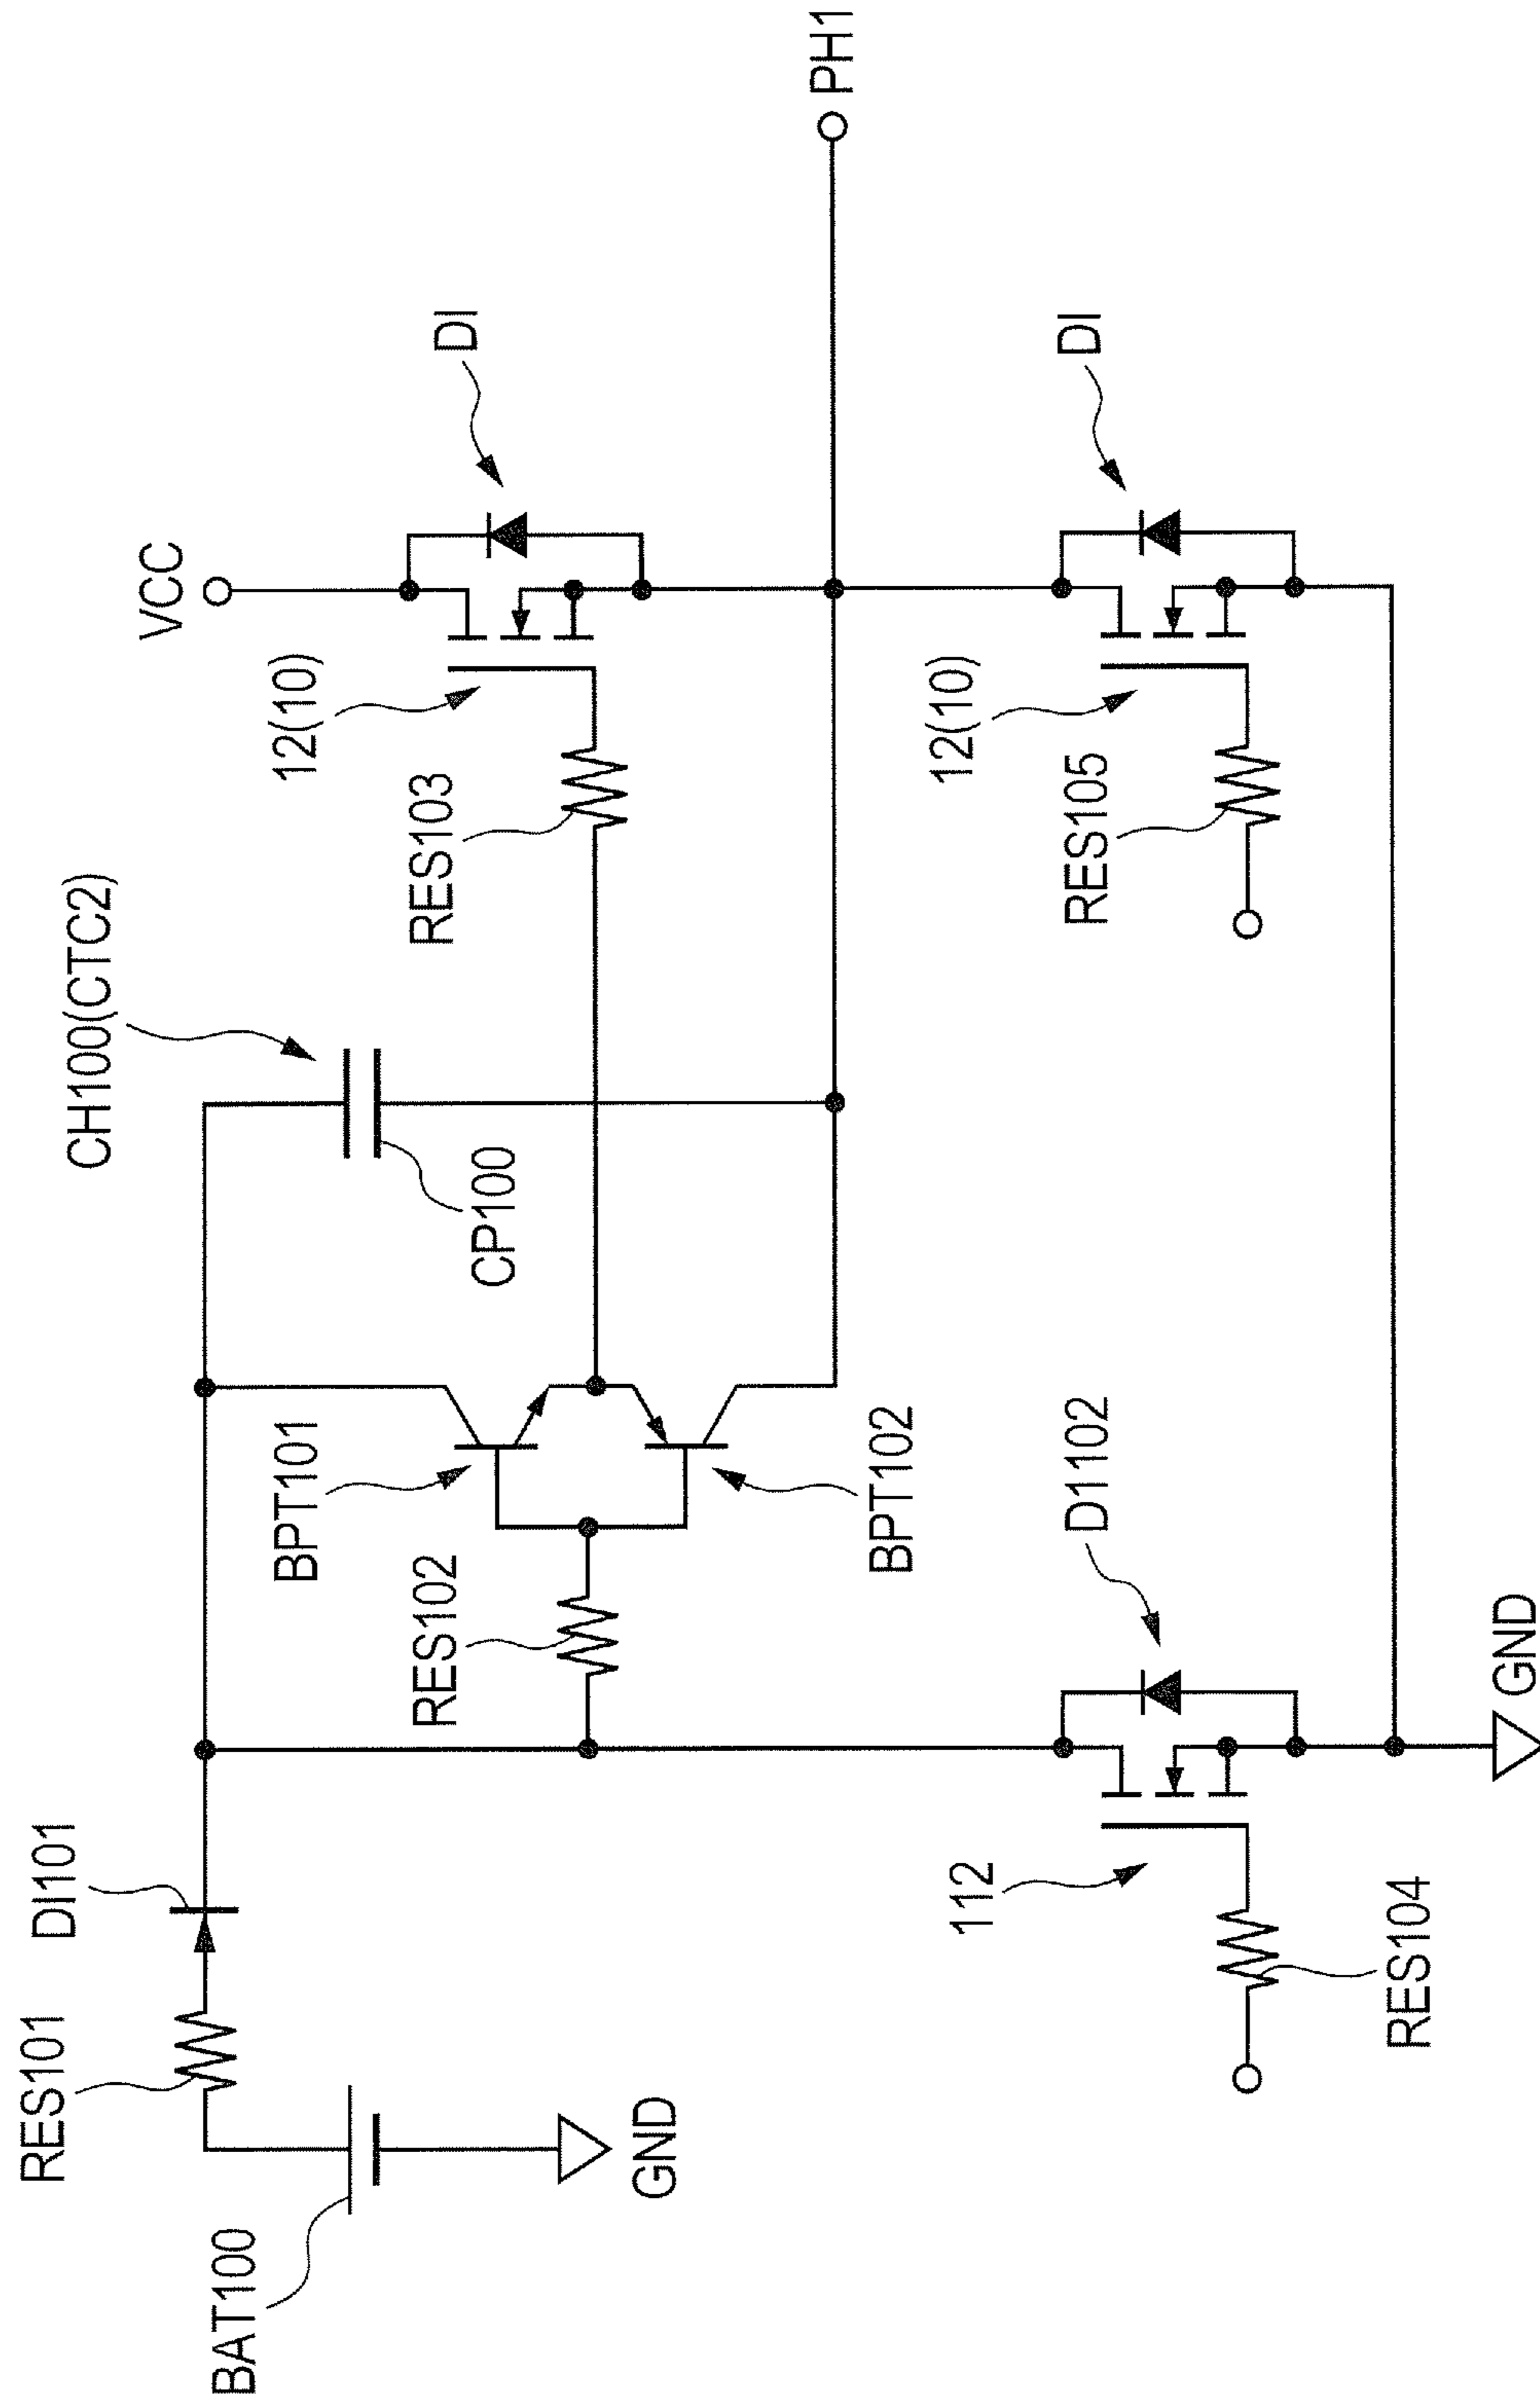 VCC
PH1
DI
DI
12(10)
12(10)
RES103
RES105
CH100(CTC2)
CP100
BPT101
BPT102
RES102
D1102
GND
DI101
112
RES104
RES101
GND
BAT100